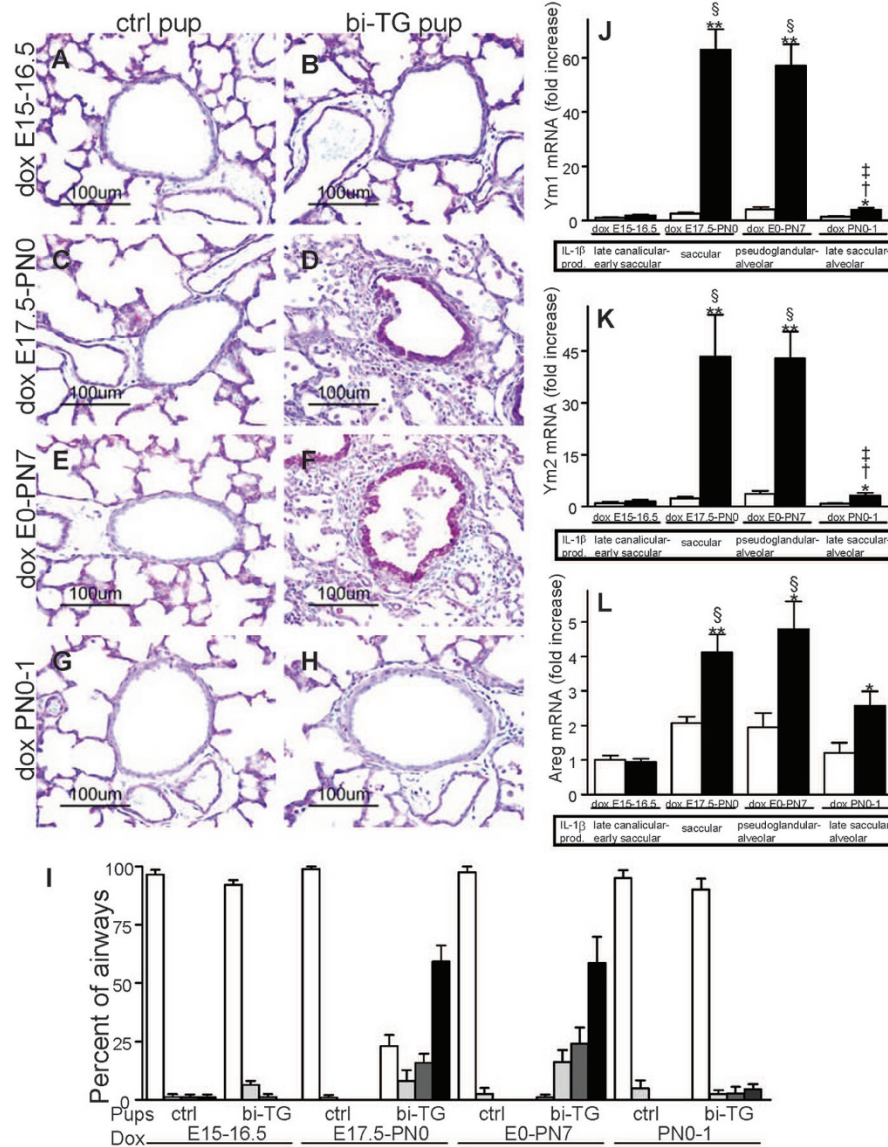 ctrl pup
bi-TG pup
dox E15-16.5
A
100um
B
100um
dox E17.5-PN0
C
100um
D
100um
dox E0-PN7
E
100um
F
100um
dox PN0-1
G
100um
H
100um
J
Ym1 mRNA (fold increase)
60
40
20
0
§
**
§
**
‡
†
*
dox E15-16.5 dox E17.5-PN0 dox E0-PN7 dox PN0-1
IL-1β late canalicular- saccular pseudoglandular- late saccular-
prod. early saccular alveolar alveolar
K
Ym2 mRNA (fold increase)
45
30
15
0
§
**
§
**
‡
†
*
dox E15-16.5 dox E17.5-PN0 dox E0-PN7 dox PN0-1
IL-1β late canalicular- saccular pseudoglandular- late saccular-
prod. early saccular alveolar alveolar
L
Areg mRNA (fold increase)
5
4
3
2
1
0
§
**
§
*
*
dox E15-16.5 dox E17.5-PN0 dox E0-PN7 dox PN0-1
IL-1β late canalicular- saccular pseudoglandular- late saccular-
prod. early saccular alveolar alveolar
I
Percent of airways
100
75
50
25
0
Pups ctrl bi-TG ctrl bi-TG ctrl bi-TG ctrl bi-TG
Dox E15-16.5 E17.5-PN0 E0-PN7 PN0-1